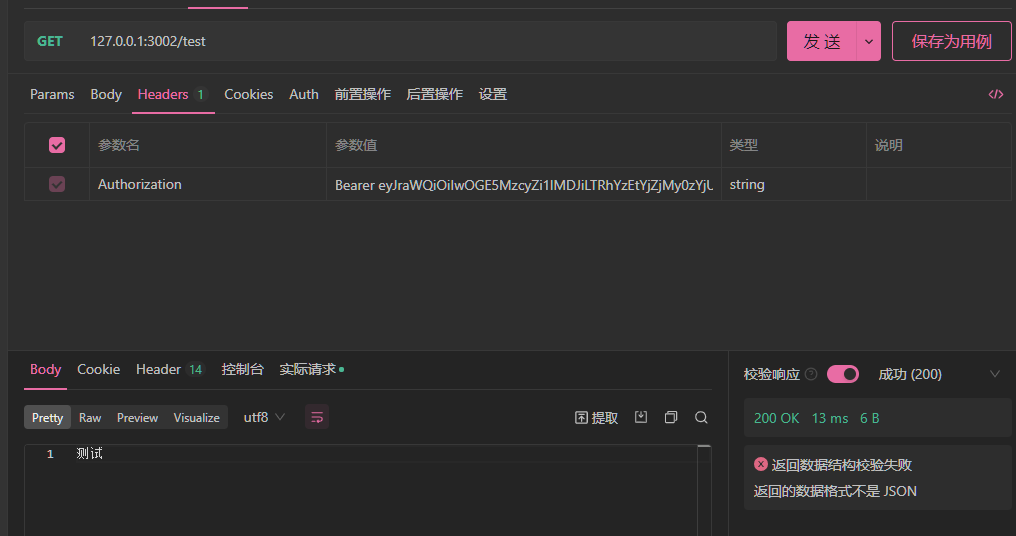 GET 127.0.0.1:3002/test 发 送 保存为用例
Params Body Headers 1 Cookies Auth 前置操作 后置操作 设置 </>
参数名 参数值 类型 说明
Authorization Bearer eyJraWQiOiIwOGE5MzcyZi1lMDJiLTRhYzEtYjZjMy0zYjU string
Body Cookie Header 14 控制台 实际请求
校验响应 成功 (200)
Pretty Raw Preview Visualize utf8 提取
200 OK 13 ms 6 B
1 测试
返回数据结构校验失败
返回的数据格式不是 JSON